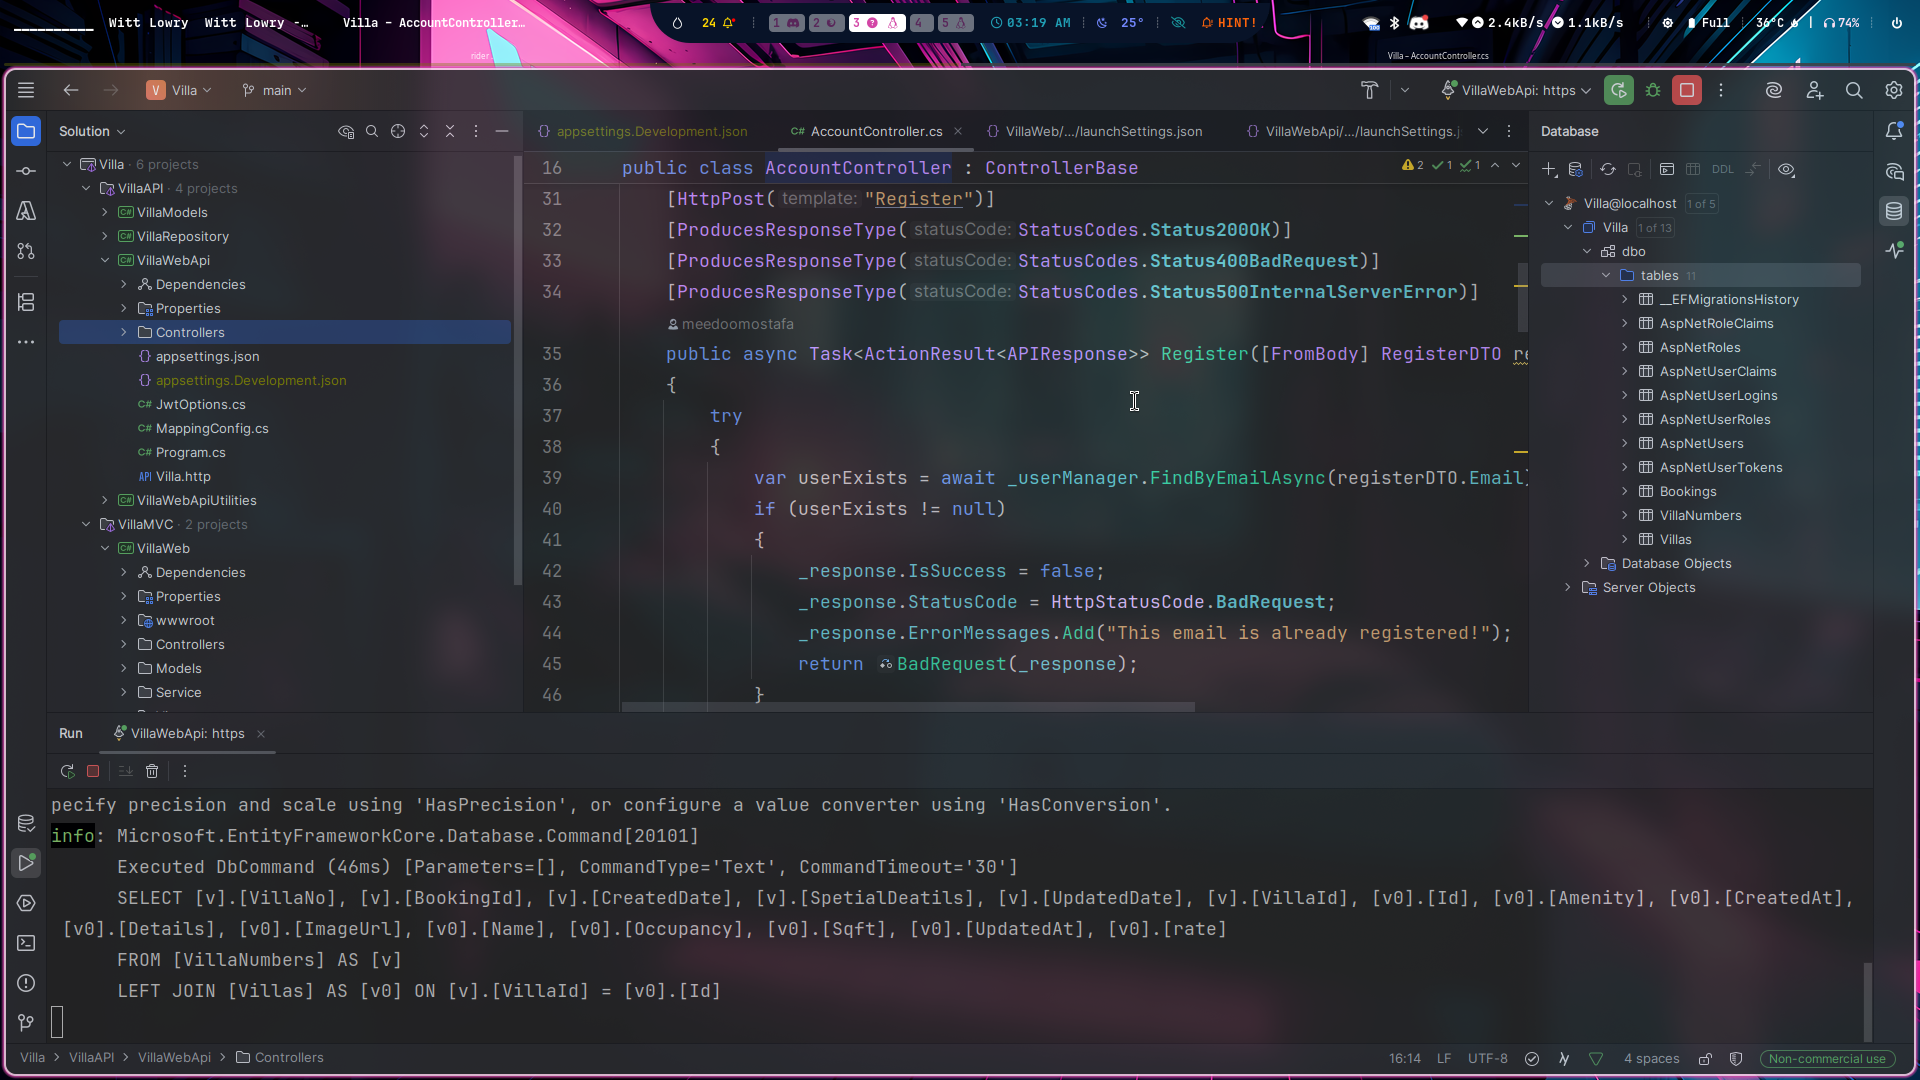 Witt Lowry
Witt Lowry -...
Villa – AccountController...
24
1
2
3
4
5
03:19 AM
25°
HINT!
2.4kB/s
1.1kB/s
Full
36°C
74%
rider
Villa – AccountController.cs
V
Villa
main
VillaWebApi: https
Solution
appsettings.Development.json
C# AccountController.cs
VillaWeb/.../launchSettings.json
VillaWebApi/.../launchSettings.j
Database
Villa · 6 projects
VillaAPI · 4 projects
C# VillaModels
C# VillaRepository
C# VillaWebApi
Dependencies
Properties
Controllers
appsettings.json
appsettings.Development.json
C# JwtOptions.cs
C# MappingConfig.cs
C# Program.cs
API Villa.http
C# VillaWebApiUtilities
VillaMVC · 2 projects
C# VillaWeb
Dependencies
Properties
wwwroot
Controllers
Models
Service
16 public class AccountController : ControllerBase
2 1 1
31 [HttpPost( template: "Register")]
32 [ProducesResponseType( statusCode: StatusCodes.Status200OK)]
33 [ProducesResponseType( statusCode: StatusCodes.Status400BadRequest)]
34 [ProducesResponseType( statusCode: StatusCodes.Status500InternalServerError)]
meedoomostafa
35 public async Task<ActionResult<APIResponse>> Register([FromBody] RegisterDTO re
36 {
37 try
38 {
39 var userExists = await _userManager.FindByEmailAsync(registerDTO.Email)
40 if (userExists != null)
41 {
42 _response.IsSuccess = false;
43 _response.StatusCode = HttpStatusCode.BadRequest;
44 _response.ErrorMessages.Add("This email is already registered!");
45 return BadRequest(_response);
46 }
DDL
Villa@localhost 1 of 5
Villa 1 of 13
dbo
tables 11
__EFMigrationsHistory
AspNetRoleClaims
AspNetRoles
AspNetUserClaims
AspNetUserLogins
AspNetUserRoles
AspNetUsers
AspNetUserTokens
Bookings
VillaNumbers
Villas
Database Objects
Server Objects
Run
VillaWebApi: https
pecify precision and scale using 'HasPrecision', or configure a value converter using 'HasConversion'.
info: Microsoft.EntityFrameworkCore.Database.Command[20101]
Executed DbCommand (46ms) [Parameters=[], CommandType='Text', CommandTimeout='30']
SELECT [v].[VillaNo], [v].[BookingId], [v].[CreatedDate], [v].[SpetialDeatils], [v].[UpdatedDate], [v].[VillaId], [v0].[Id], [v0].[Amenity], [v0].[CreatedAt],
[v0].[Details], [v0].[ImageUrl], [v0].[Name], [v0].[Occupancy], [v0].[Sqft], [v0].[UpdatedAt], [v0].[rate]
FROM [VillaNumbers] AS [v]
LEFT JOIN [Villas] AS [v0] ON [v].[VillaId] = [v0].[Id]
Villa > VillaAPI > VillaWebApi > Controllers
16:14
LF
UTF-8
4 spaces
Non-commercial use